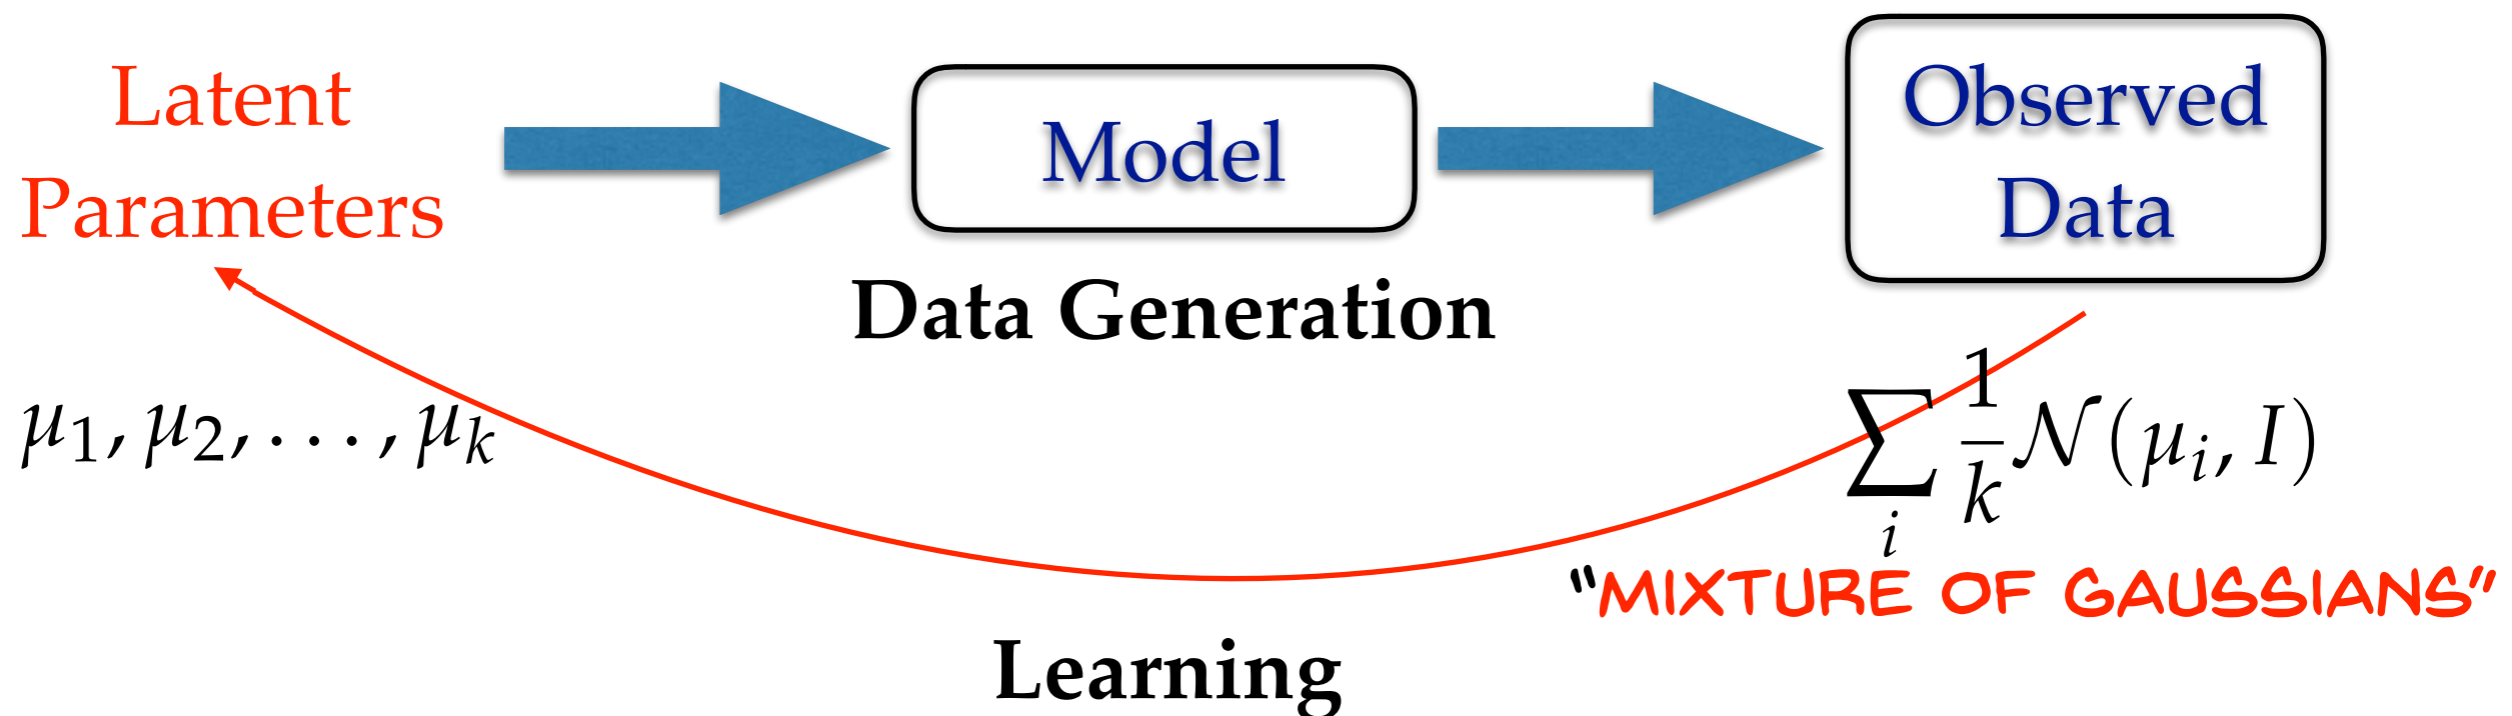 Latent
Parameters
Model
Observed
Data
Data Generation
μ₁, μ₂, . . . , μₖ
∑ᵢ 1/k 𝒩(μᵢ, I)
"MIXTURE OF GAUSSIANS"
Learning